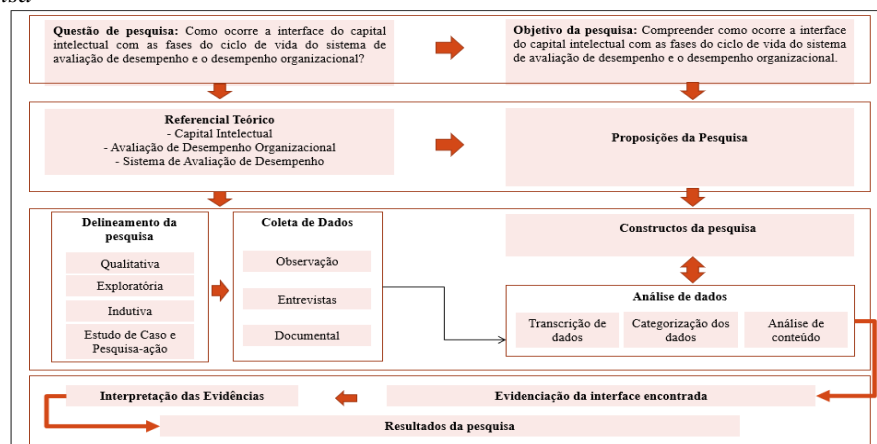 Questão de pesquisa: Como ocorre a interface do capital
intelectual com as fases do ciclo de vida do sistema de
avaliação de desempenho e o desempenho organizacional?
Objetivo da pesquisa: Compreender como ocorre a interface
do capital intelectual com as fases do ciclo de vida do sistema
de avaliação de desempenho e o desempenho organizacional.
Referencial Teórico
- Capital Intelectual
- Avaliação de Desempenho Organizacional
- Sistema de Avaliação de Desempenho
Proposições da Pesquisa
Delineamento da
pesquisa
Qualitativa
Exploratória
Indutiva
Estudo de Caso e
Pesquisa-ação
Coleta de Dados
Observação
Entrevistas
Documental
Constructos da pesquisa
Análise de dados
Transcrição de
dados
Categorização dos
dados
Análise de
conteúdo
Interpretação das Evidências
Evidenciação da interface encontrada
Resultados da pesquisa